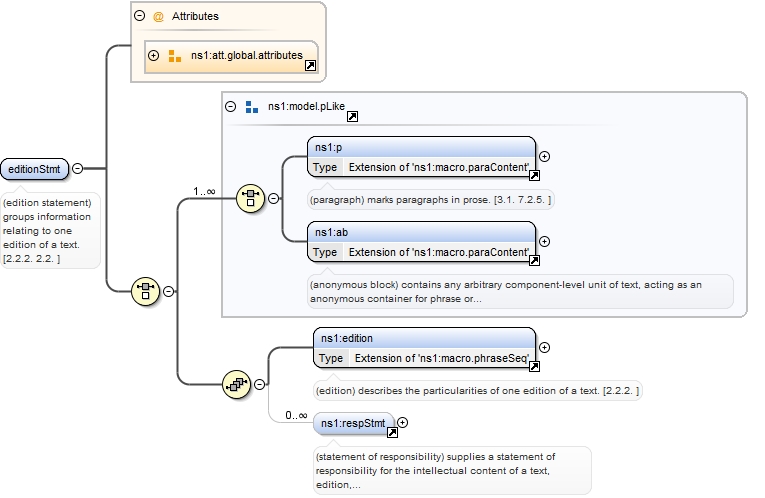 Attributes
ns1:att.global.attributes
ns1:model.pLike
ns1:p
Type Extension of 'ns1:macro.paraContent'
(paragraph) marks paragraphs in prose. [3.1. 7.2.5. ]
editionStmt
(edition statement)
groups information
relating to one
edition of a text.
[2.2.2. 2.2. ]
1..∞
ns1:ab
Type Extension of 'ns1:macro.paraContent'
(anonymous block) contains any arbitrary component-level unit of text, acting as an
anonymous container for phrase or...
ns1:edition
Type Extension of 'ns1:macro.phraseSeq'
(edition) describes the particularities of one edition of a text. [2.2.2. ]
0..∞
ns1:respStmt
(statement of responsibility) supplies a statement of
responsibility for the intellectual content of a text,
edition,...